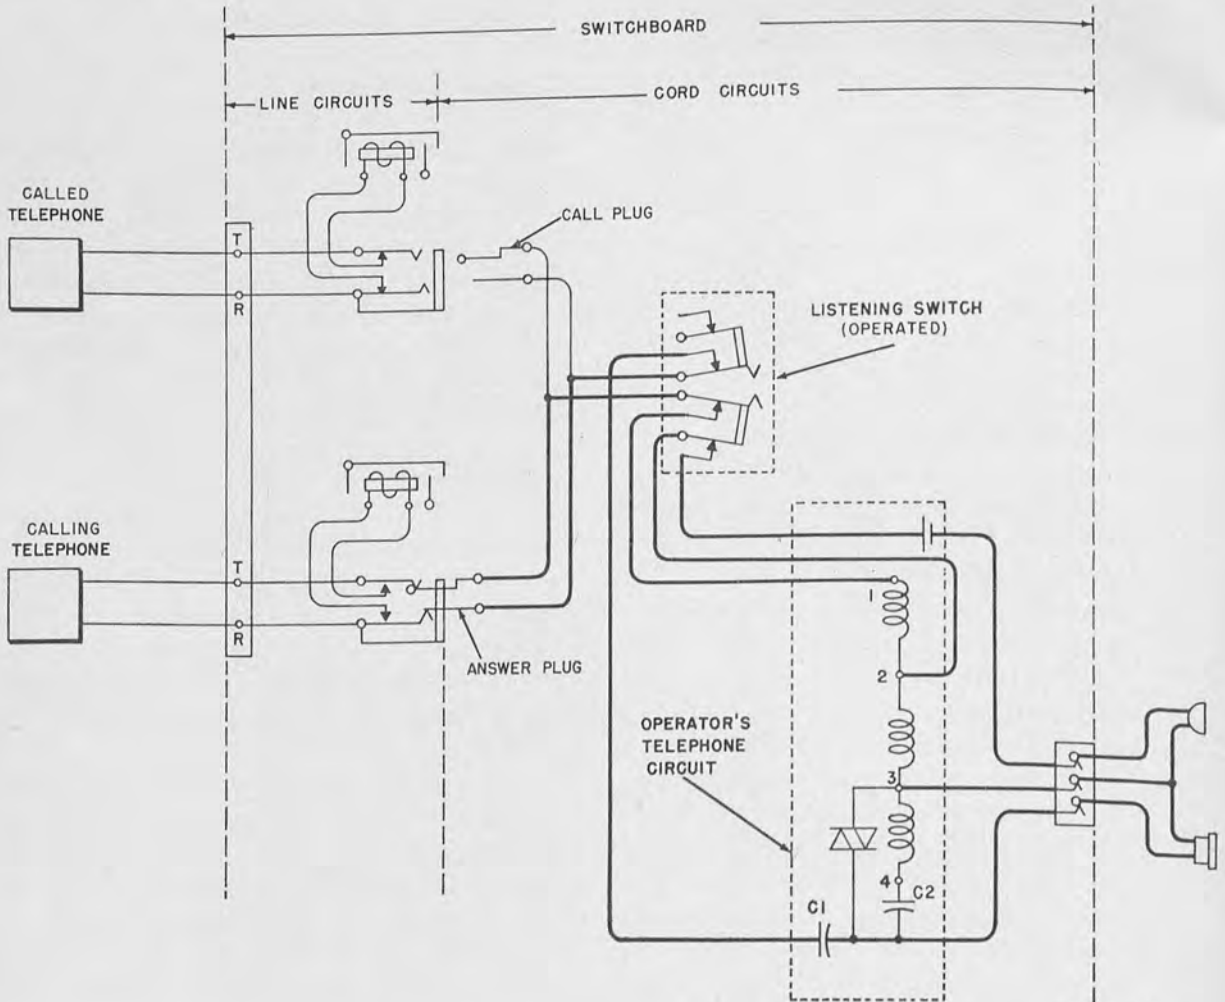 SWITCHBOARD
LINE CIRCUITS
CORD CIRCUITS
CALLED
TELEPHONE
T
R
CALL PLUG
LISTENING SWITCH
(OPERATED)
CALLING
TELEPHONE
T
R
ANSWER PLUG
1
2
OPERATOR'S
TELEPHONE
CIRCUIT
3
4
C2
C1